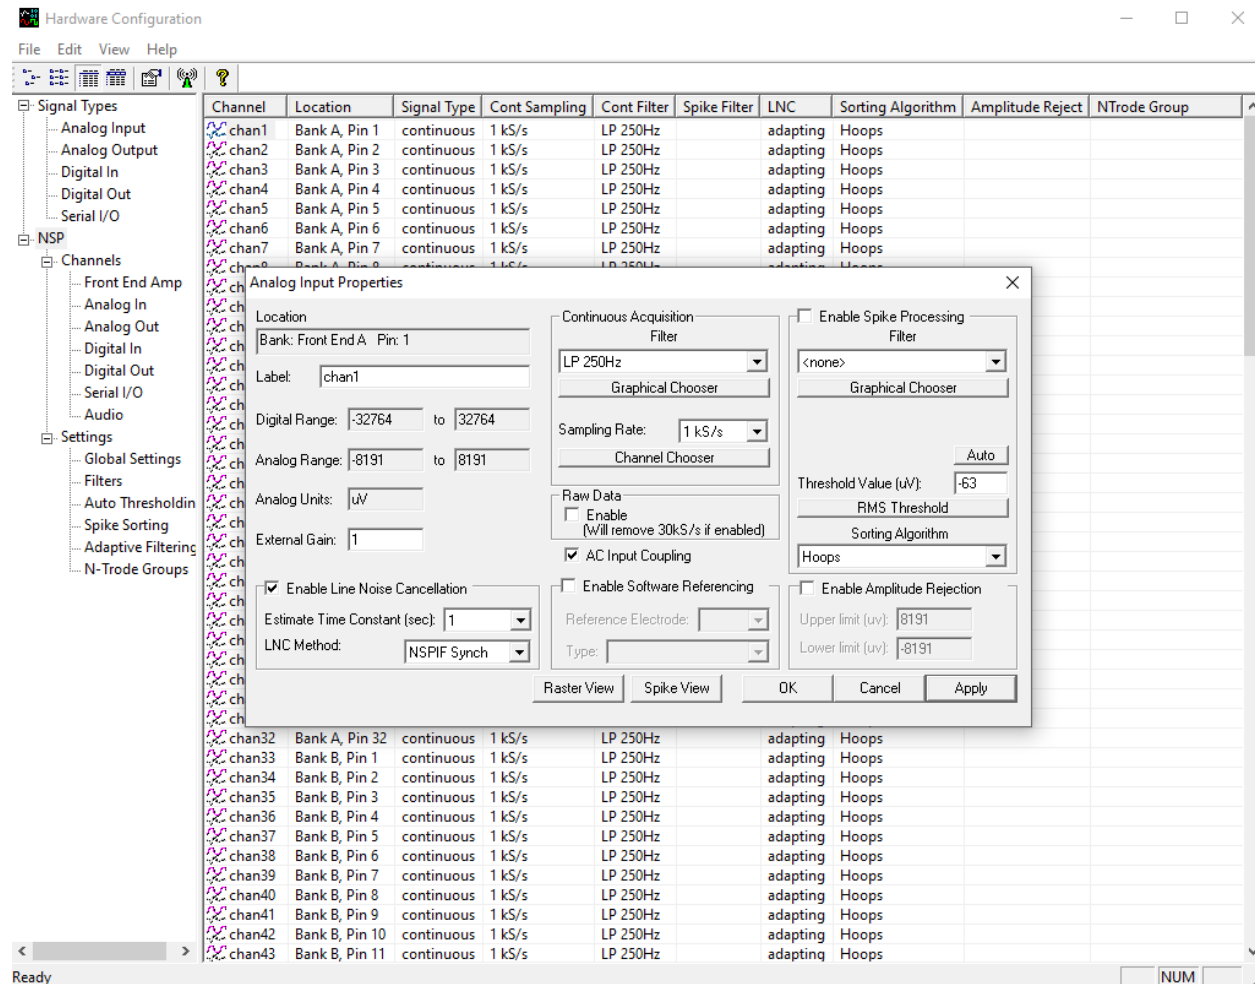 Hardware Configuration
File Edit View Help
Signal Types
Analog Input
Analog Output
Digital In
Digital Out
Serial I/O
NSP
Channels
Front End Amp
Analog In
Analog Out
Digital In
Digital Out
Serial I/O
Audio
Settings
Global Settings
Filters
Auto Thresholdin
Spike Sorting
Adaptive Filtering
N-Trode Groups
Channel Location Signal Type Cont Sampling Cont Filter Spike Filter LNC Sorting Algorithm Amplitude Reject NTrode Group
chan1 Bank A, Pin 1 continuous 1 kS/s LP 250Hz adapting Hoops
chan2 Bank A, Pin 2 continuous 1 kS/s LP 250Hz adapting Hoops
chan3 Bank A, Pin 3 continuous 1 kS/s LP 250Hz adapting Hoops
chan4 Bank A, Pin 4 continuous 1 kS/s LP 250Hz adapting Hoops
chan5 Bank A, Pin 5 continuous 1 kS/s LP 250Hz adapting Hoops
chan6 Bank A, Pin 6 continuous 1 kS/s LP 250Hz adapting Hoops
chan7 Bank A, Pin 7 continuous 1 kS/s LP 250Hz adapting Hoops
Analog Input Properties
Location
Bank: Front End A Pin: 1
Label: chan1
Digital Range: -32764 to 32764
Analog Range: -8191 to 8191
Analog Units: uV
External Gain: 1
Enable Line Noise Cancellation
Estimate Time Constant (sec): 1
LNC Method: NSPIF Synch
Continuous Acquisition
Filter
LP 250Hz
Graphical Chooser
Sampling Rate: 1 kS/s
Channel Chooser
Raw Data
Enable
(Will remove 30kS/s if enabled)
AC Input Coupling
Enable Software Referencing
Reference Electrode:
Type:
Enable Spike Processing
Filter
<none>
Graphical Chooser
Auto
Threshold Value (uV): -63
RMS Threshold
Sorting Algorithm
Hoops
Enable Amplitude Rejection
Upper limit (uv): 8191
Lower limit (uv): -8191
Raster View Spike View OK Cancel Apply
chan32 Bank A, Pin 32 continuous 1 kS/s LP 250Hz adapting Hoops
chan33 Bank B, Pin 1 continuous 1 kS/s LP 250Hz adapting Hoops
chan34 Bank B, Pin 2 continuous 1 kS/s LP 250Hz adapting Hoops
chan35 Bank B, Pin 3 continuous 1 kS/s LP 250Hz adapting Hoops
chan36 Bank B, Pin 4 continuous 1 kS/s LP 250Hz adapting Hoops
chan37 Bank B, Pin 5 continuous 1 kS/s LP 250Hz adapting Hoops
chan38 Bank B, Pin 6 continuous 1 kS/s LP 250Hz adapting Hoops
chan39 Bank B, Pin 7 continuous 1 kS/s LP 250Hz adapting Hoops
chan40 Bank B, Pin 8 continuous 1 kS/s LP 250Hz adapting Hoops
chan41 Bank B, Pin 9 continuous 1 kS/s LP 250Hz adapting Hoops
chan42 Bank B, Pin 10 continuous 1 kS/s LP 250Hz adapting Hoops
chan43 Bank B, Pin 11 continuous 1 kS/s LP 250Hz adapting Hoops
Ready
NUM